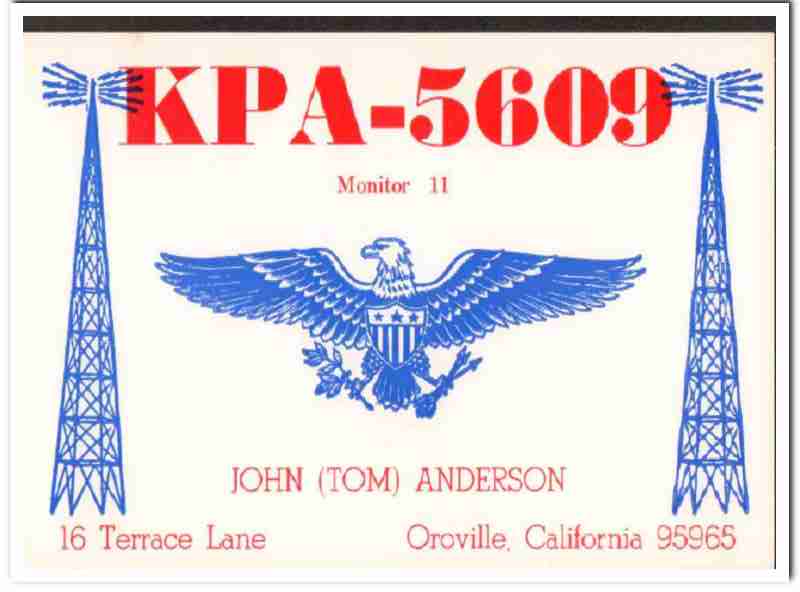 KPA-5609
Monitor 11
JOHN (TOM) ANDERSON
16 Terrace Lane Oroville, California 95965